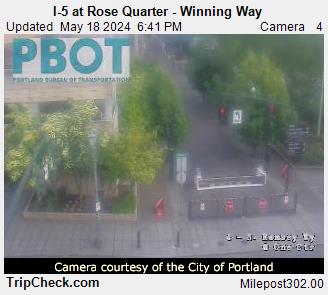 I-5 at Rose Quarter - Winning Way
Updated May 18 2024 6:41 PM Camera 4
PBOT
PORTLAND BUREAU OF TRANSPORTATION
Camera courtesy of the City of Portland
TripCheck.com Milepost302.00